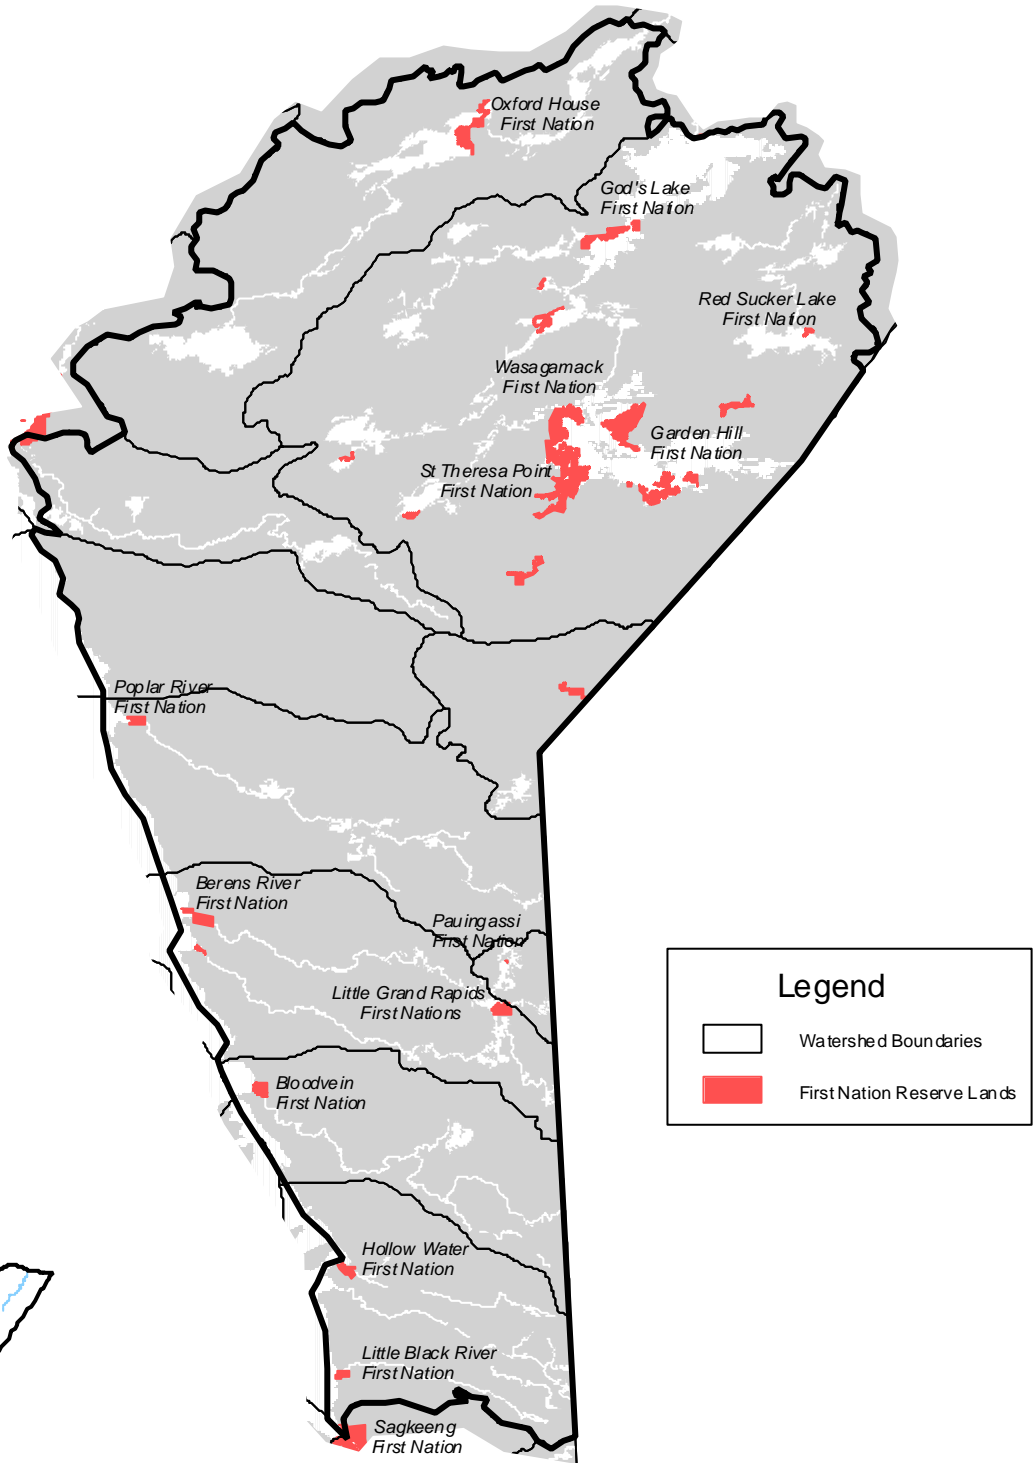 Oxford House
First Nation
God's Lake
First Nation
Red Sucker Lake
First Nation
Wasagamack
First Nation
Garden Hill
First Nation
St Theresa Point
First Nation
Poplar River
First Nation
Berens River
First Nation
Pauingassi
First Nation
Little Grand Rapids
First Nations
Bloodvein
First Nation
Hollow Water
First Nation
Little Black River
First Nation
Sagkeeng
First Nation
Legend
Watershed Boundaries
First Nation Reserve Lands